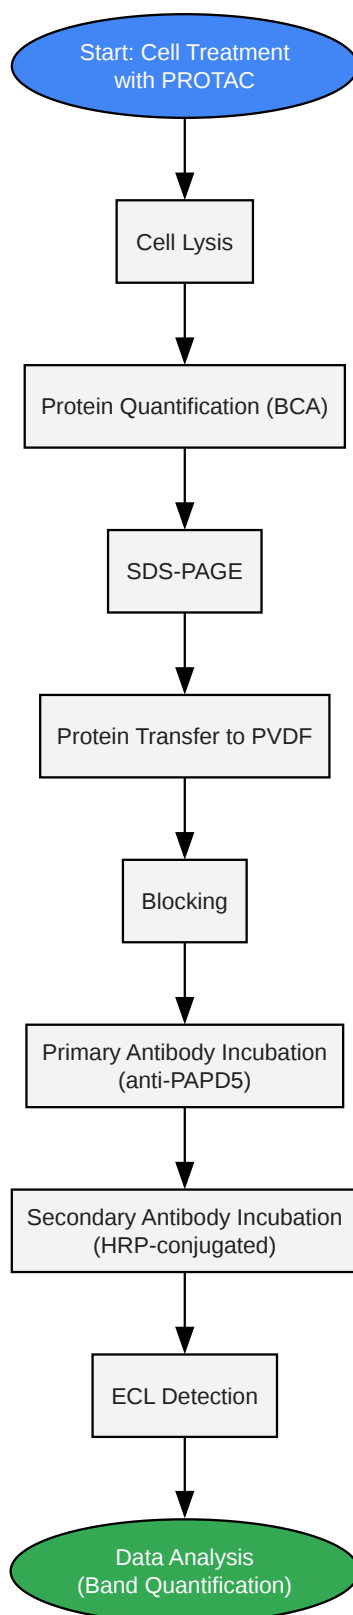 Start: Cell Treatment
with PROTAC
Cell Lysis
Protein Quantification (BCA)
SDS-PAGE
Protein Transfer to PVDF
Blocking
Primary Antibody Incubation
(anti-PAPD5)
Secondary Antibody Incubation
(HRP-conjugated)
ECL Detection
Data Analysis
(Band Quantification)